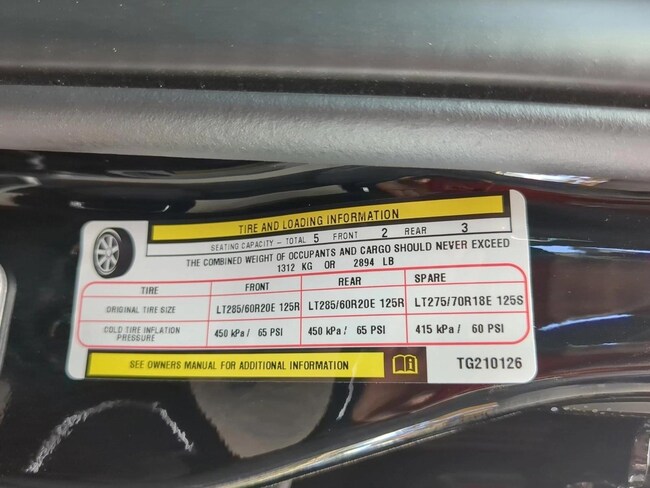 TIRE AND LOADING INFORMATION
SEATING CAPACITY - TOTAL 5 FRONT 2 REAR 3
THE COMBINED WEIGHT OF OCCUPANTS AND CARGO SHOULD NEVER EXCEED
1312 KG OR 2894 LB
TIRE FRONT REAR SPARE
ORIGINAL TIRE SIZE LT285/60R20E 125R LT285/60R20E 125R LT275/70R18E 125S
COLD TIRE INFLATION PRESSURE 450 kPa / 65 PSI 450 kPa / 65 PSI 415 kPa / 60 PSI
SEE OWNERS MANUAL FOR ADDITIONAL INFORMATION TG210126